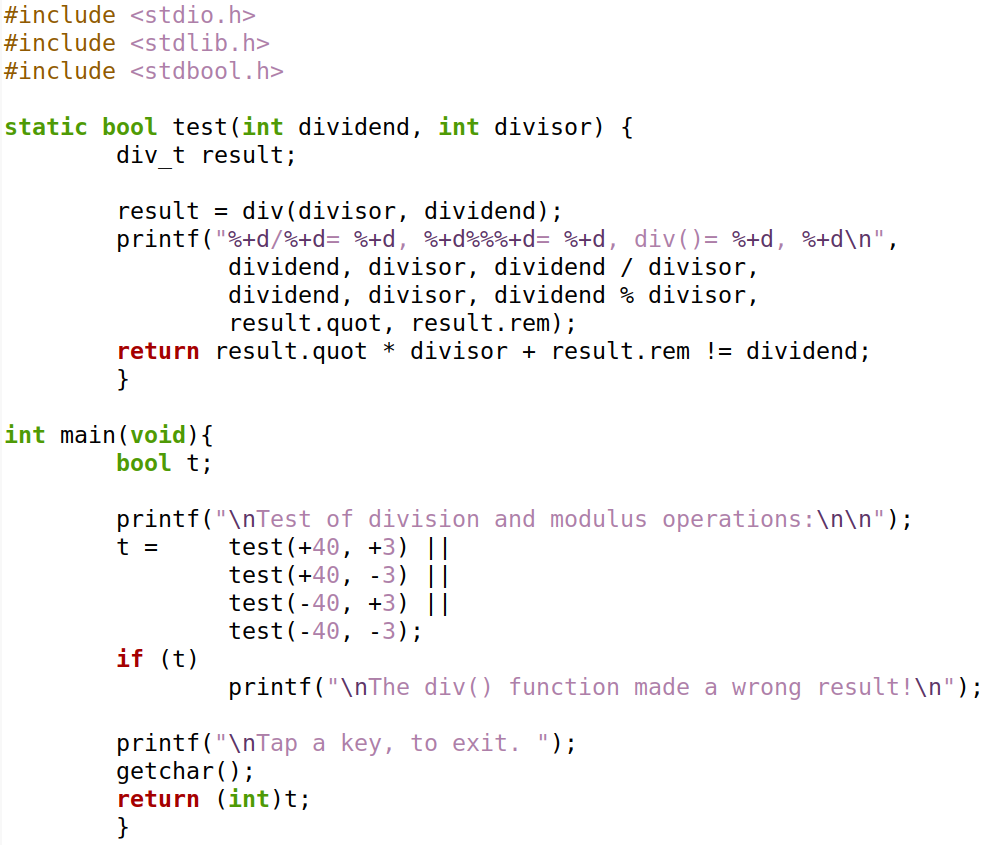 #include <stdio.h>
#include <stdlib.h>
#include <stdbool.h>

static bool test(int dividend, int divisor) {
        div_t result;

        result = div(divisor, dividend);
        printf("%+d/%+d= %+d, %+d%%%+d= %+d, div()= %+d, %+d\n",
                dividend, divisor, dividend / divisor,
                dividend, divisor, dividend % divisor,
                result.quot, result.rem);
        return result.quot * divisor + result.rem != dividend;
        }

int main(void){
        bool t;

        printf("\nTest of division and modulus operations:\n\n");
        t =     test(+40, +3) ||
                test(+40, -3) ||
                test(-40, +3) ||
                test(-40, -3);
        if (t)
                printf("\nThe div() function made a wrong result!\n");

        printf("\nTap a key, to exit. ");
        getchar();
        return (int)t;
        }